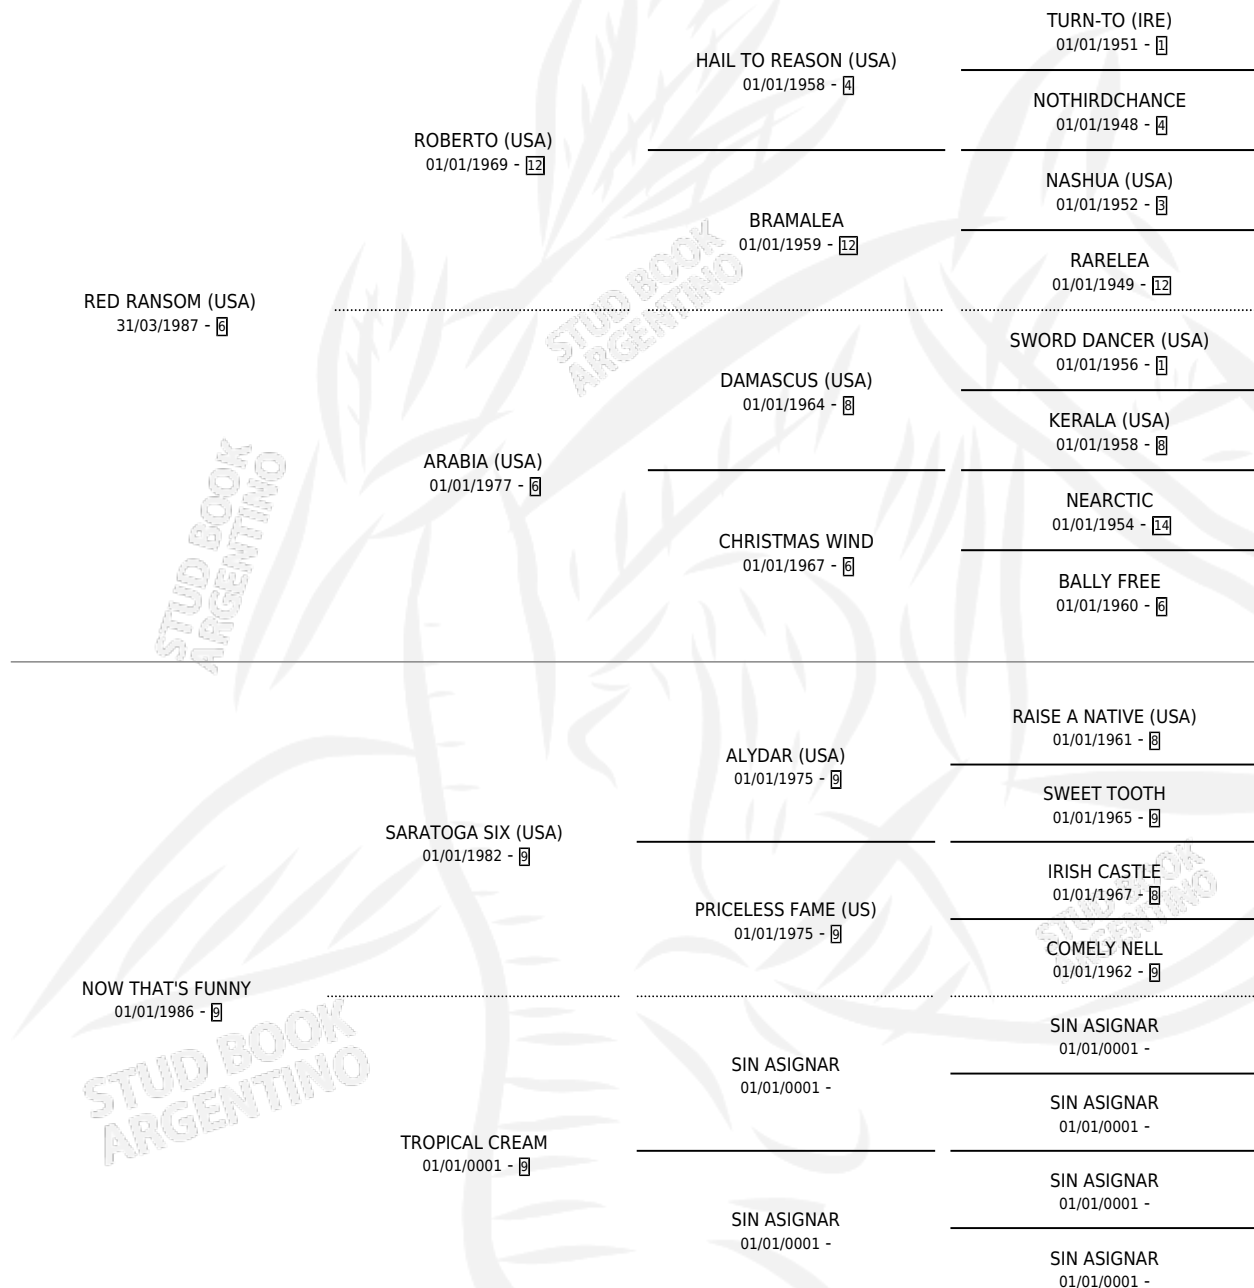 TURN-TO (IRE)
01/01/1951 - 1
HAIL TO REASON (USA)
01/01/1958 - 4
NOTHIRDCHANCE
01/01/1948 - 4
ROBERTO (USA)
01/01/1969 - 12
NASHUA (USA)
01/01/1952 - 3
BRAMALEA
01/01/1959 - 12
RARELEA
01/01/1949 - 12
RED RANSOM (USA)
31/03/1987 - 6
STUD BOOK
ARGENTINO
SWORD DANCER (USA)
01/01/1956 - 1
DAMASCUS (USA)
01/01/1964 - 8
KERALA (USA)
01/01/1958 - 8
ARABIA (USA)
01/01/1977 - 6
NEARCTIC
01/01/1954 - 14
CHRISTMAS WIND
01/01/1967 - 6
BALLY FREE
01/01/1960 - 6
STUD BOOK
ARGENTINO
RAISE A NATIVE (USA)
01/01/1961 - 8
ALYDAR (USA)
01/01/1975 - 9
SWEET TOOTH
01/01/1965 - 9
SARATOGA SIX (USA)
01/01/1982 - 9
IRISH CASTLE
01/01/1967 - 8
PRICELESS FAME (US)
01/01/1975 - 9
STUD BOOK
ARGENTINO
COMELY NELL
01/01/1962 - 9
NOW THAT'S FUNNY
01/01/1986 - 9
STUD BOOK
ARGENTINO
SIN ASIGNAR
01/01/0001 -
SIN ASIGNAR
01/01/0001 -
SIN ASIGNAR
01/01/0001 -
TROPICAL CREAM
01/01/0001 - 9
SIN ASIGNAR
01/01/0001 -
SIN ASIGNAR
01/01/0001 -
SIN ASIGNAR
01/01/0001 -